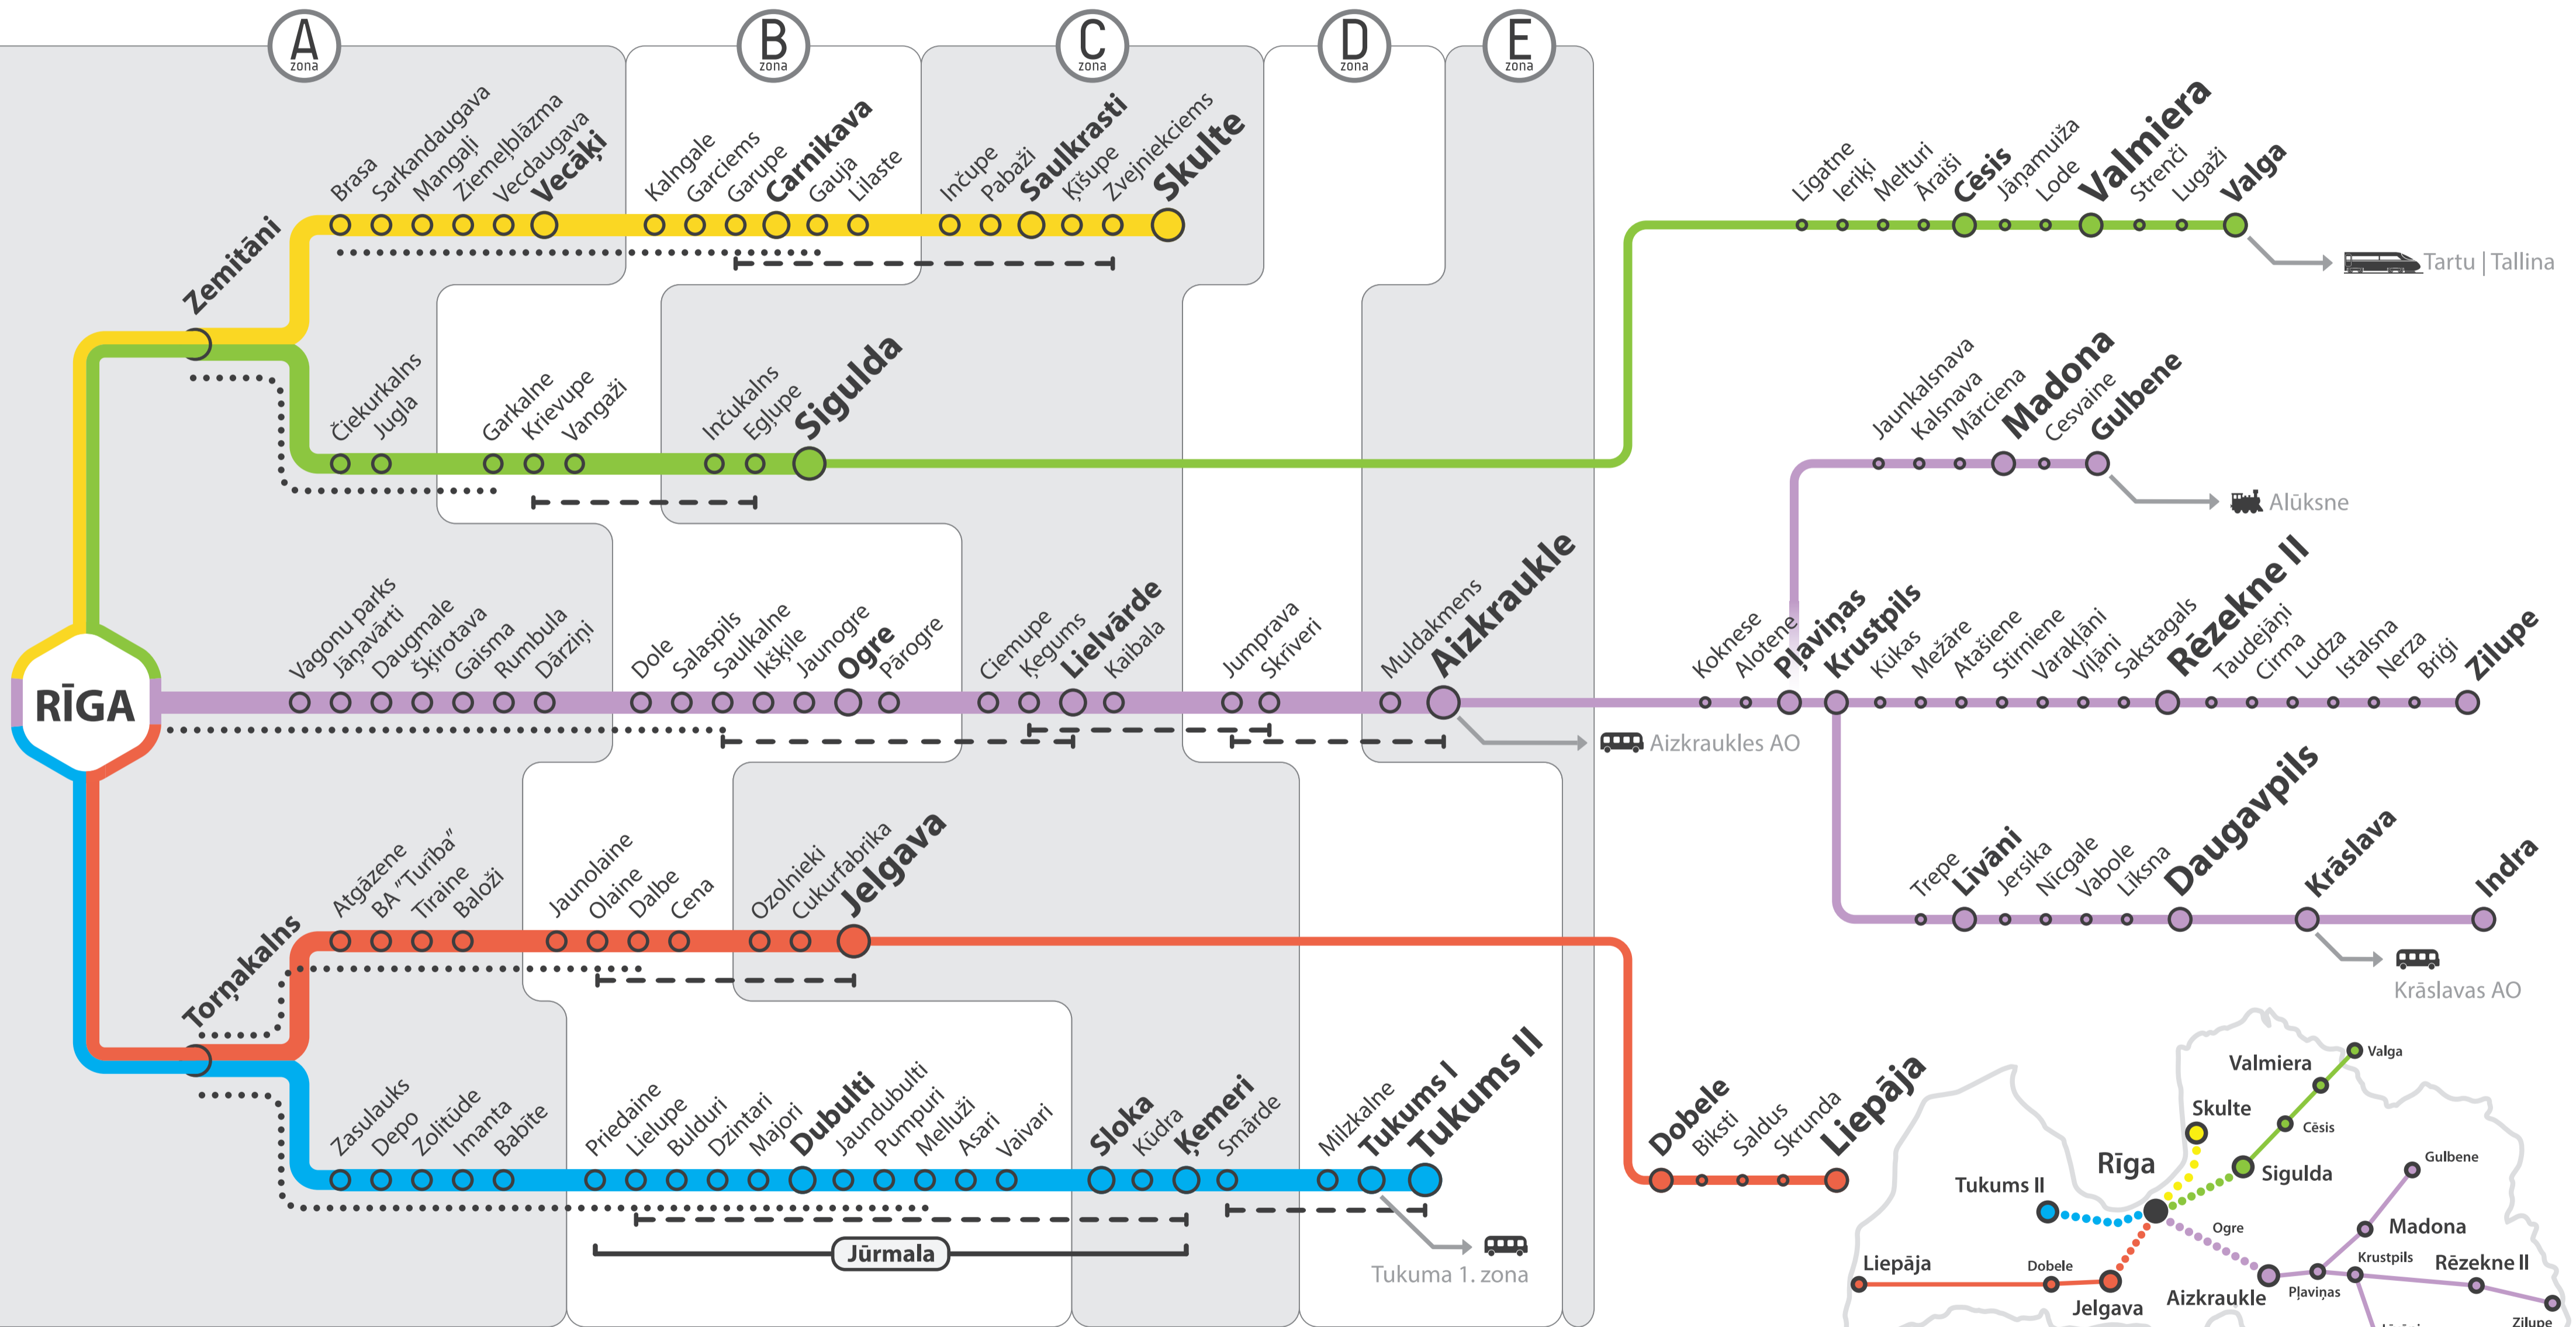 A
zona
B
zona
C
zona
D
zona
E
zona
Zemitāni
Brasa
Sarkandaugava
Mangaļi
Ziemeļblāzma
Vecdaugava
Vecāķi
Kalngale
Garciems
Garupe
Carnikava
Gauja
Lilaste
Inčupe
Pabaži
Saulkrasti
Ķīšupe
Zvejniekciems
Skulte
Līgatne
Ieriķi
Melturi
Āraiši
Cēsis
Jāņamuiža
Lode
Valmiera
Strenči
Lugaži
Valga
Tartu | Tallina
Čiekurkalns
Jugla
Garkalne
Krievupe
Vangaži
Inčukalns
Egļupe
Sigulda
Jaunkalsnava
Kalsnava
Mārciena
Madona
Cesvaine
Gulbene
Alūksne
RĪGA
Vagonu parks
Jāņavārti
Daugmale
Šķirotava
Gaisma
Rumbula
Dārziņi
Dole
Salaspils
Saulkalne
Ikšķile
Jaunogre
Ogre
Pārogre
Ciemupe
Ķegums
Lielvārde
Kaibala
Jumprava
Skrīveri
Muldakmens
Aizkraukle
Aizkraukles AO
Koknese
Alotene
Pļaviņas
Krustpils
Kūkas
Mežāre
Atašiene
Stirniene
Varakļāni
Viļāni
Sakstagals
Rēzekne II
Taudejāņi
Cirma
Ludza
Istalsna
Nerza
Briģi
Zilupe
Trepe
Līvāni
Jersika
Nīcgale
Vabole
Līksna
Daugavpils
Krāslava
Indra
Krāslavas AO
Torņakalns
Atgāzene
BA "Turība"
Tīraine
Baloži
Jaunolaine
Olaine
Dalbe
Cena
Ozolnieki
Cukurfabrika
Jelgava
Dobele
Biksti
Saldus
Skrunda
Liepāja
Zasulauks
Depo
Zolitūde
Imanta
Babīte
Priedaine
Lielupe
Bulduri
Dzintari
Majori
Dubulti
Jaundubulti
Pumpuri
Melluži
Asari
Vaivari
Sloka
Kūdra
Ķemeri
Smārde
Milzkalne
Tukums I
Tukums II
Jūrmala
Tukuma 1. zona
Valga
Valmiera
Skulte
Cēsis
Rīga
Sigulda
Gulbene
Tukums II
Ogre
Madona
Liepāja
Dobele
Krustpils
Rēzekne II
Jelgava
Aizkraukle
Pļaviņas
Zilupe